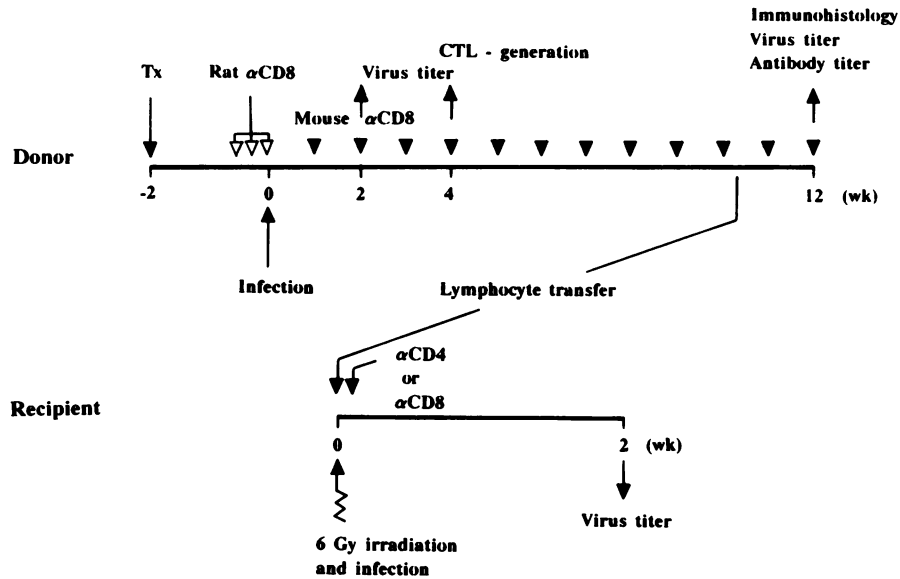 Immunohistology
Virus titer
Antibody titer
CTL - generation
Tx
Rat αCD8
Virus titer
Mouse αCD8
Donor
-2
0
2
4
12 (wk)
Infection
Lymphocyte transfer
αCD4
or
αCD8
Recipient
0
2 (wk)
Virus titer
6 Gy irradiation
and infection